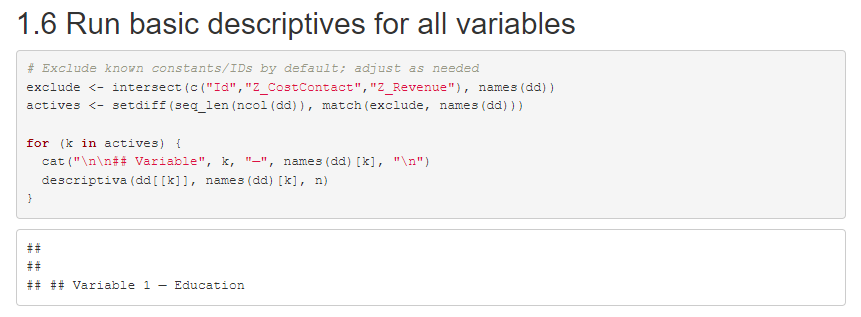 1.6 Run basic descriptives for all variables
# Exclude known constants/IDs by default; adjust as needed
exclude <- intersect(c("Id","Z_CostContact","Z_Revenue"), names(dd))
actives <- setdiff(seq_len(ncol(dd)), match(exclude, names(dd)))

for (k in actives) {
  cat("\n\n## Variable", k, "—", names(dd)[k], "\n")
  descriptiva(dd[[k]], names(dd)[k], n)
}
##
##
## ## Variable 1 — Education